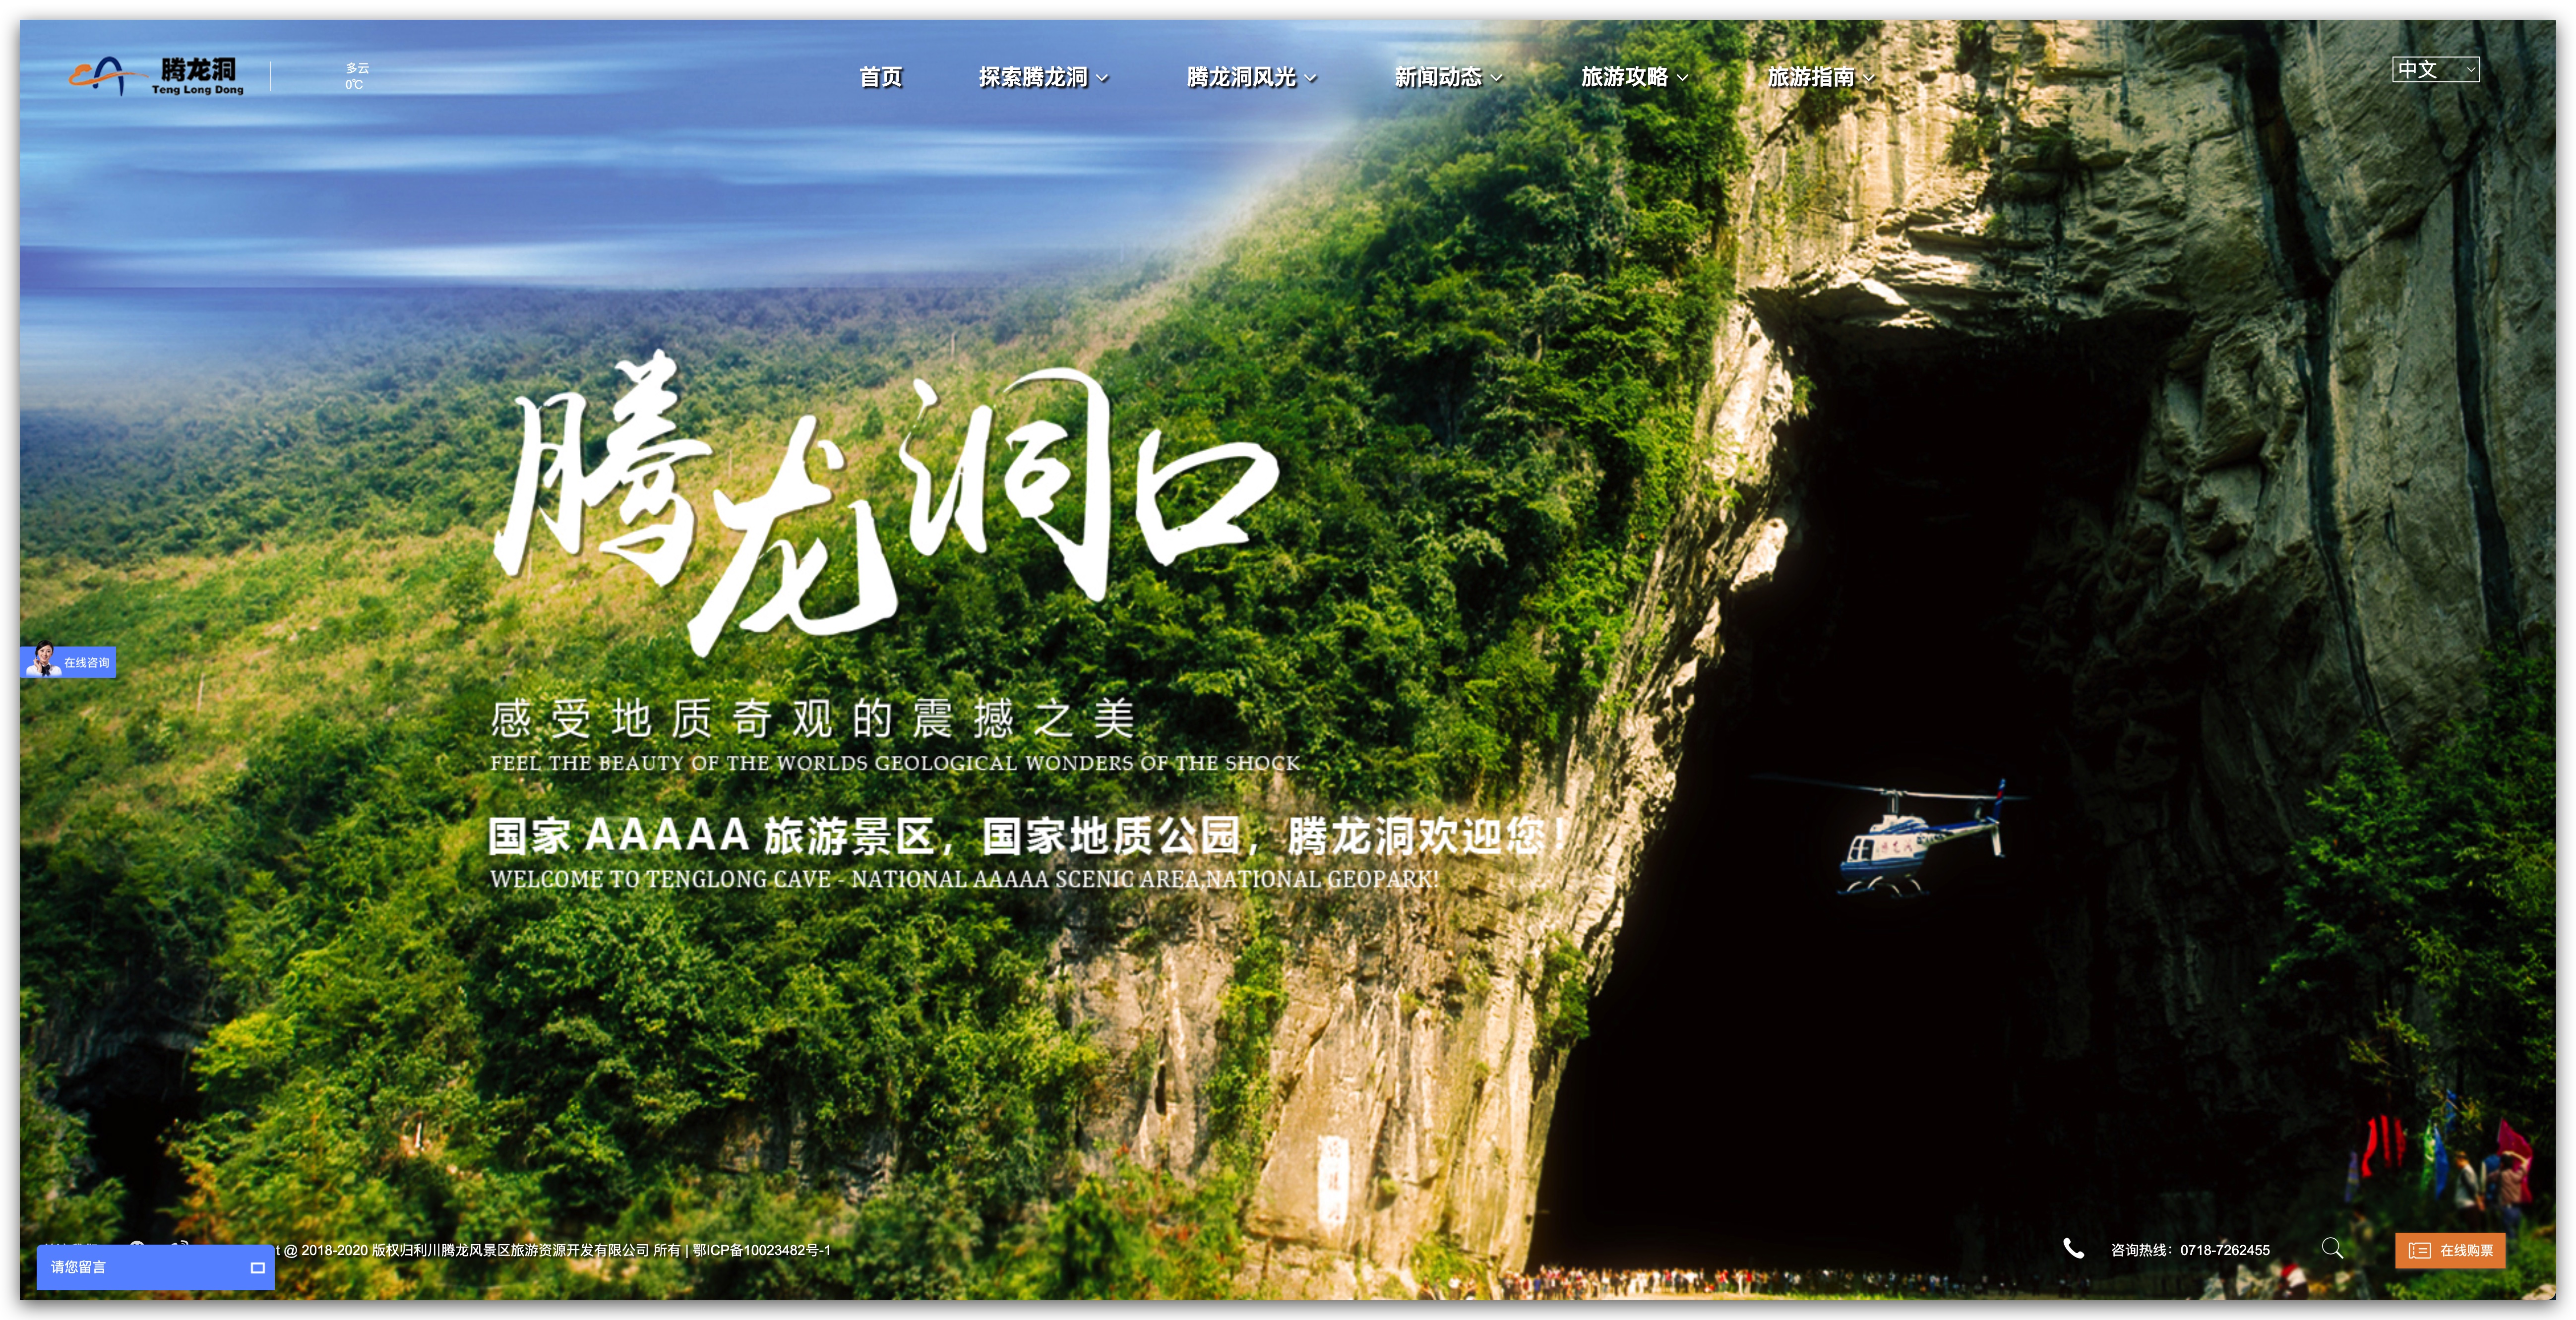 腾龙洞
Teng Long Dong
多云
0℃
首页
探索腾龙洞
腾龙洞风光
新闻动态
旅游攻略
旅游指南
中文
腾龙洞口
感受地质奇观的震撼之美
FEEL THE BEAUTY OF THE WORLDS GEOLOGICAL WONDERS OF THE SHOCK
国家 AAAAA 旅游景区，国家地质公园，腾龙洞欢迎您！
WELCOME TO TENGLONG CAVE - NATIONAL AAAAA SCENIC AREA,NATIONAL GEOPARK!
在线咨询
请您留言
t @ 2018-2020 版权归利川腾龙风景区旅游资源开发有限公司 所有 | 鄂ICP备10023482号-1
咨询热线：0718-7262455
在线购票